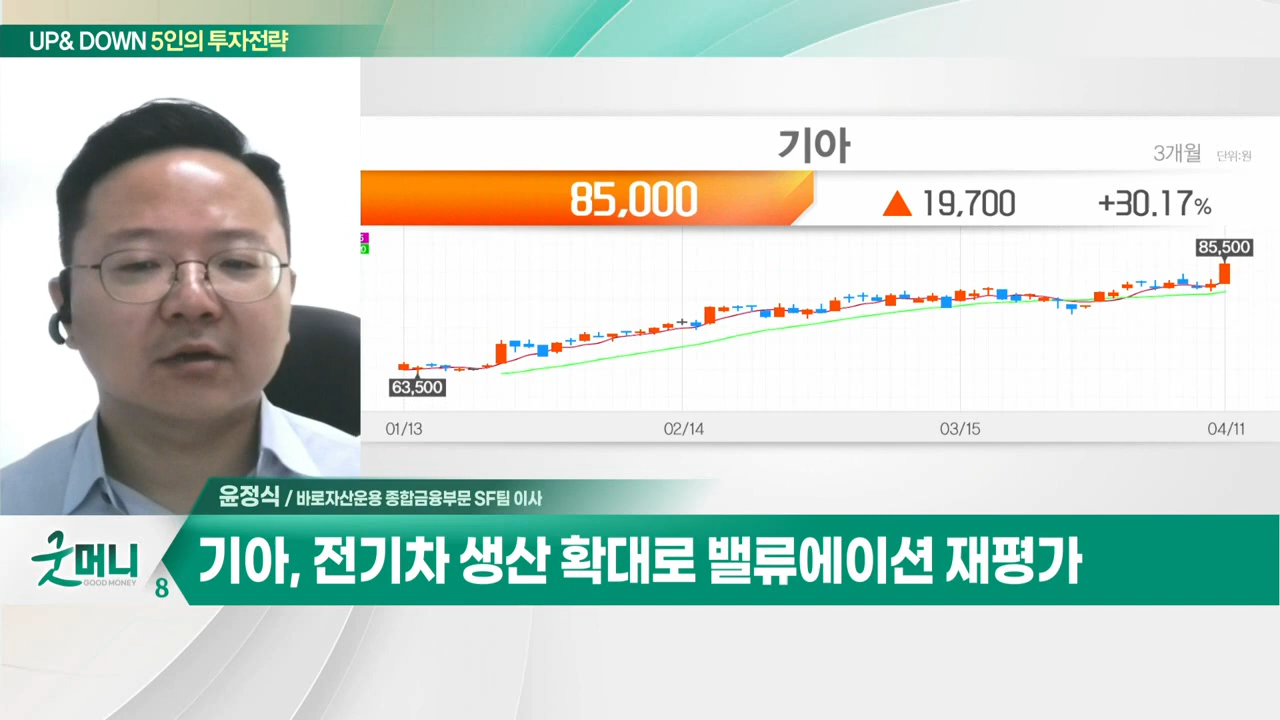 UP& DOWN 5인의 투자전략
기아
3개월 단위:원
85,000 ▲ 19,700 +30.17%
85,500
63,500
01/13 02/14 03/15 04/11
윤정식 / 바로자산운용 종합금융부문 SF팀 이사
굿머니
GOOD MONEY
8
기아, 전기차 생산 확대로 밸류에이션 재평가